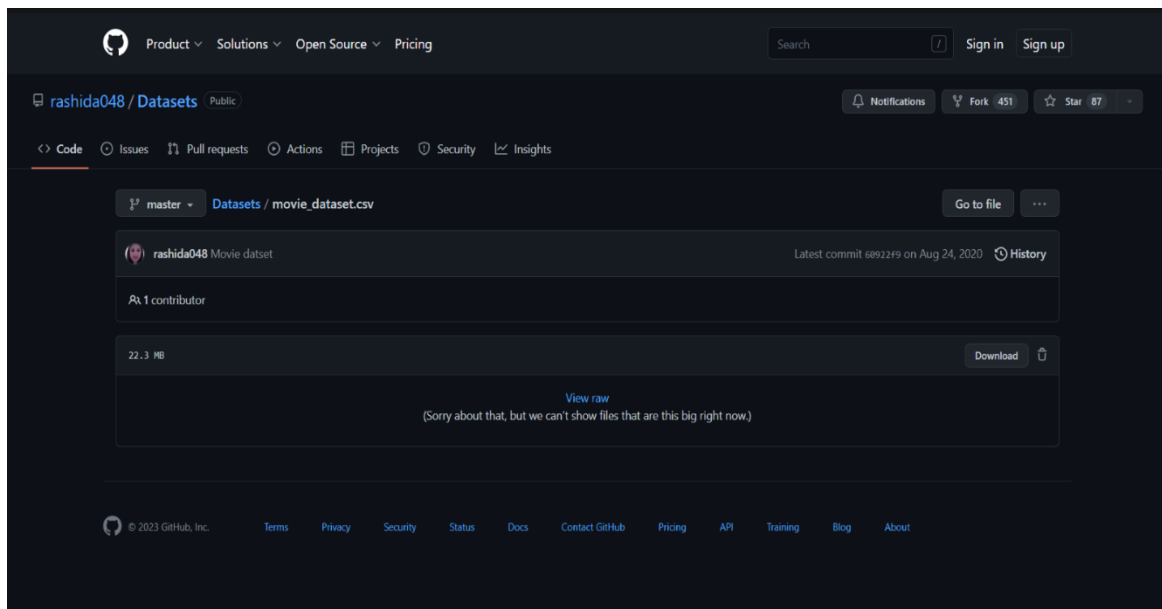 Product Solutions Open Source Pricing Search / Sign in Sign up
rashida048 / Datasets Public Notifications Fork 451 Star 87
<> Code Issues Pull requests Actions Projects Security Insights
master Datasets / movie_dataset.csv Go to file ...
rashida048 Movie datset Latest commit 60922f9 on Aug 24, 2020 History
1 contributor
22.3 MB Download
View raw
(Sorry about that, but we can't show files that are this big right now.)
© 2023 GitHub, Inc. Terms Privacy Security Status Docs Contact GitHub Pricing API Training Blog About